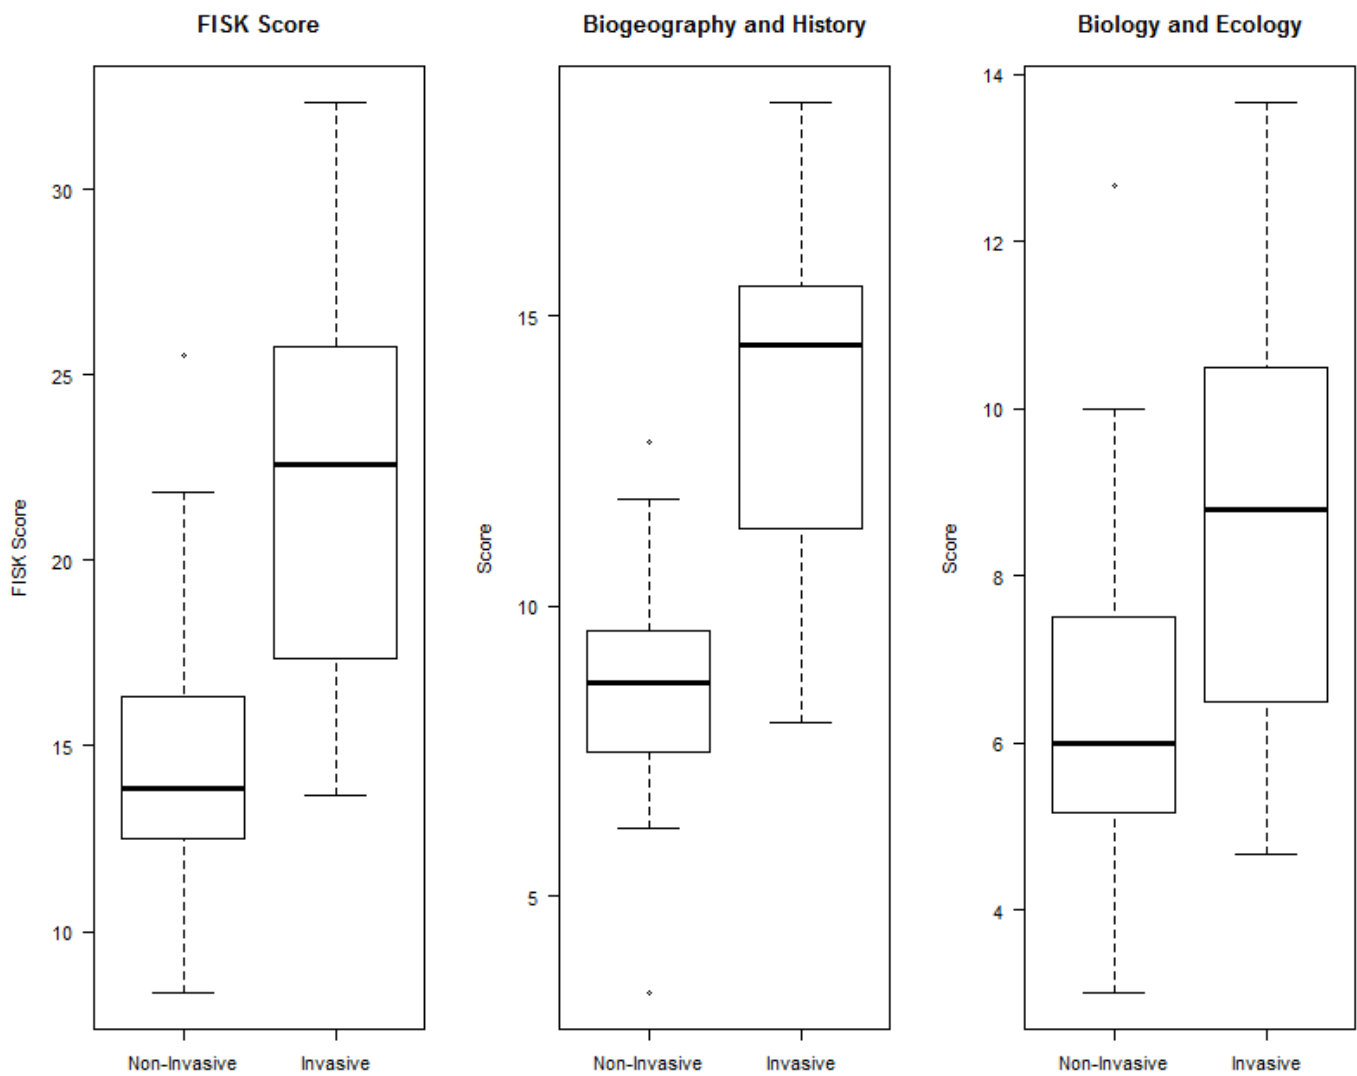 FISK Score
FISK Score
30
25
20
15
10
Non-Invasive
Invasive
Biogeography and History
Score
15
10
5
Non-Invasive
Invasive
Biology and Ecology
Score
14
12
10
8
6
4
Non-Invasive
Invasive